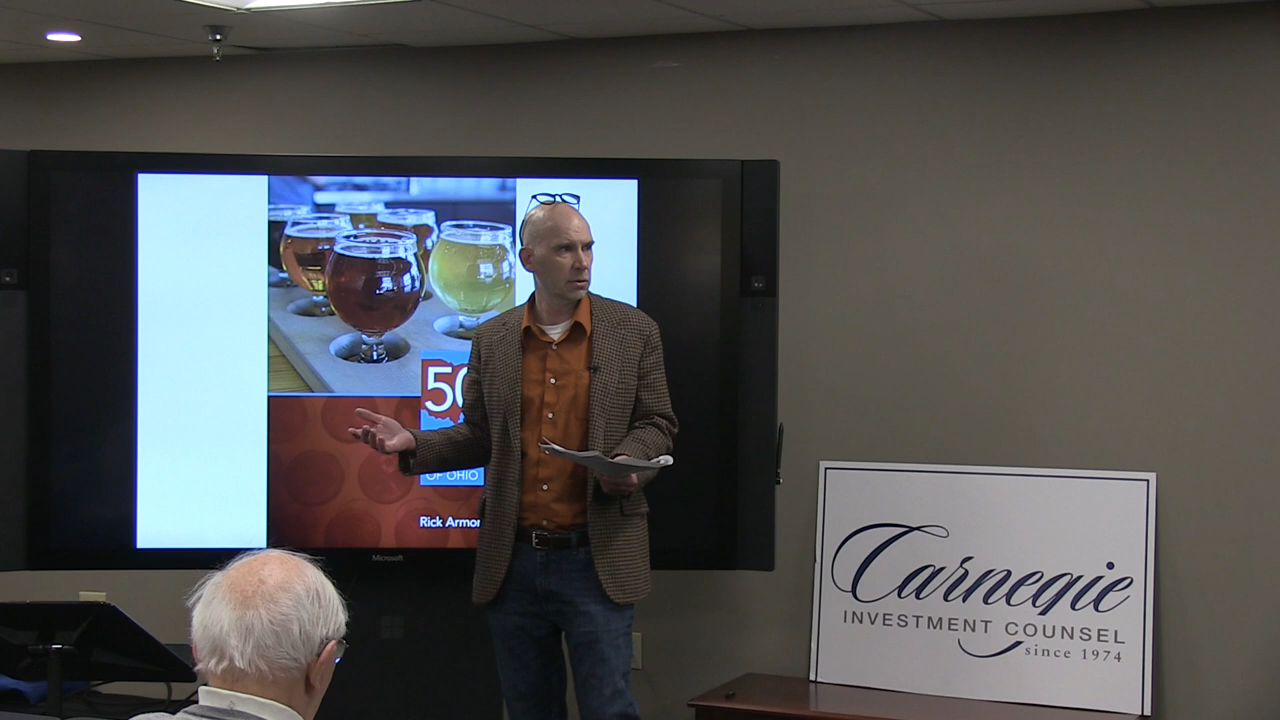 50
OF OHIO
Rick Armon
Microsoft
Carnegie
INVESTMENT COUNSEL
since 1974